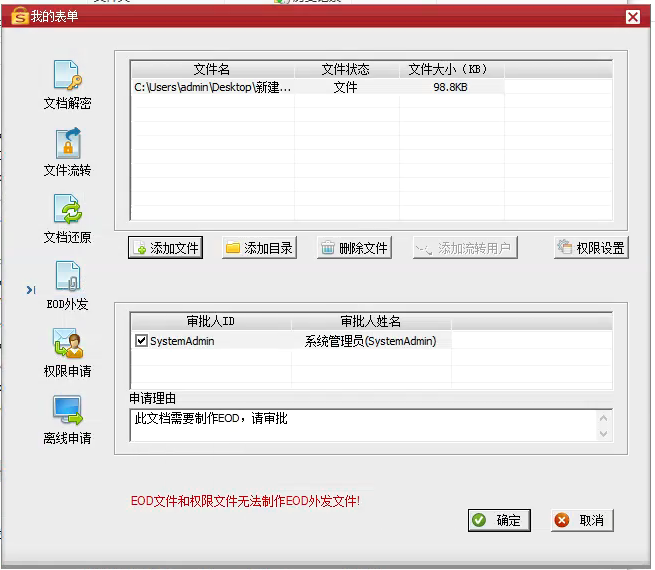 我的表单
文件名 文件状态 文件大小（KB）
C:\Users\admin\Desktop\新建... 文件 98.8KB
文档解密
文件流转
文档还原
EOD外发
权限申请
离线申请
添加文件 添加目录 删除文件 添加流转用户 权限设置
审批人ID 审批人姓名
SystemAdmin 系统管理员(SystemAdmin)
申请理由
此文档需要制作EOD，请审批
EOD文件和权限文件无法制作EOD外发文件!
确定 取消